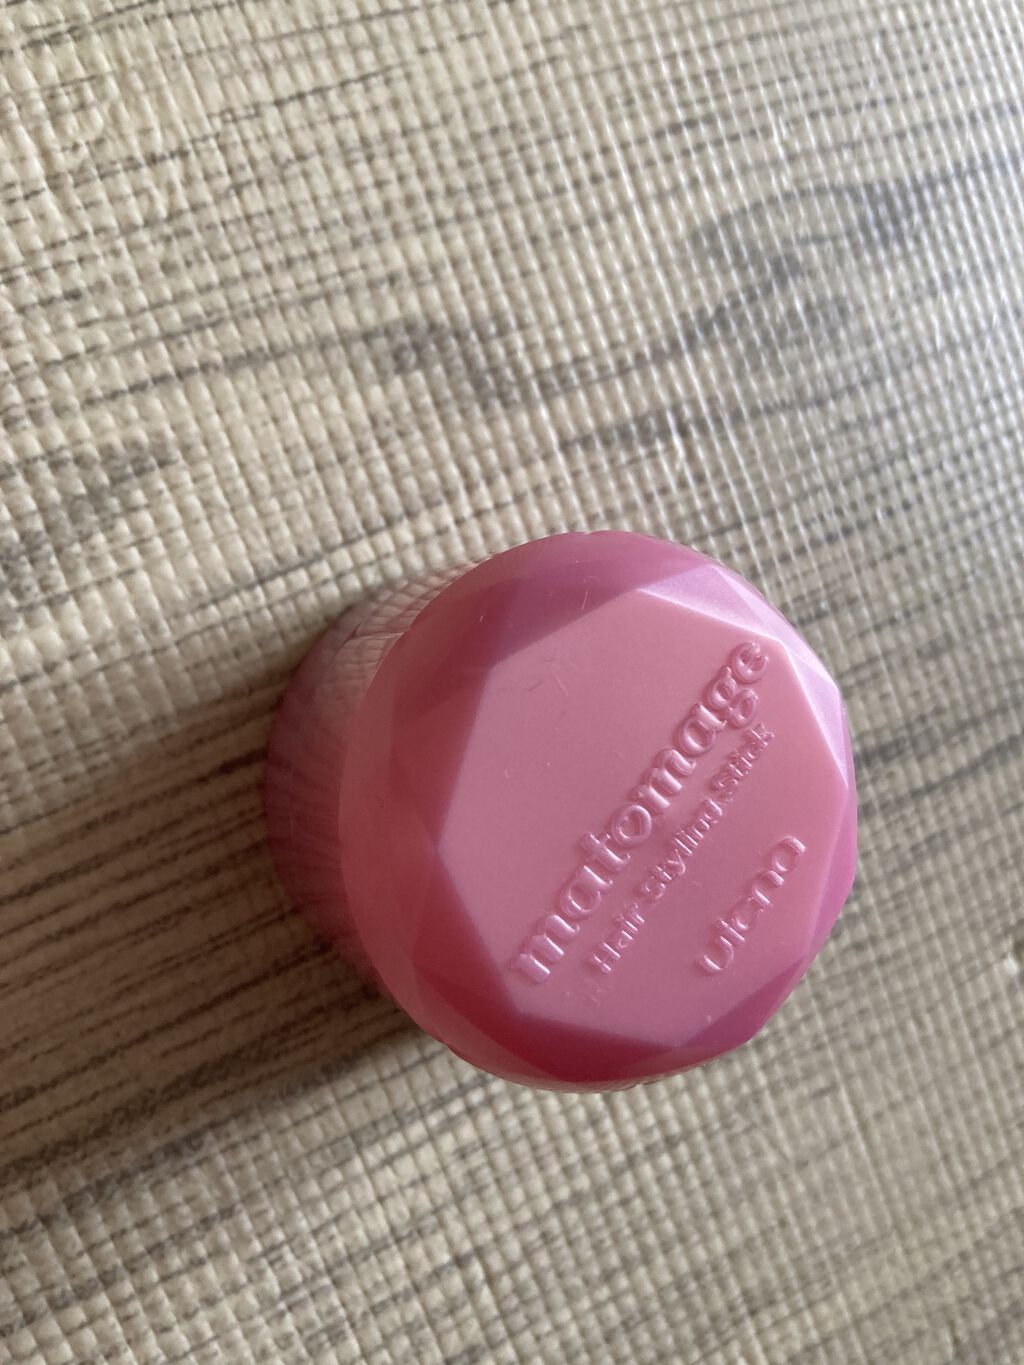 matomage
Hair Styling Stick
utena